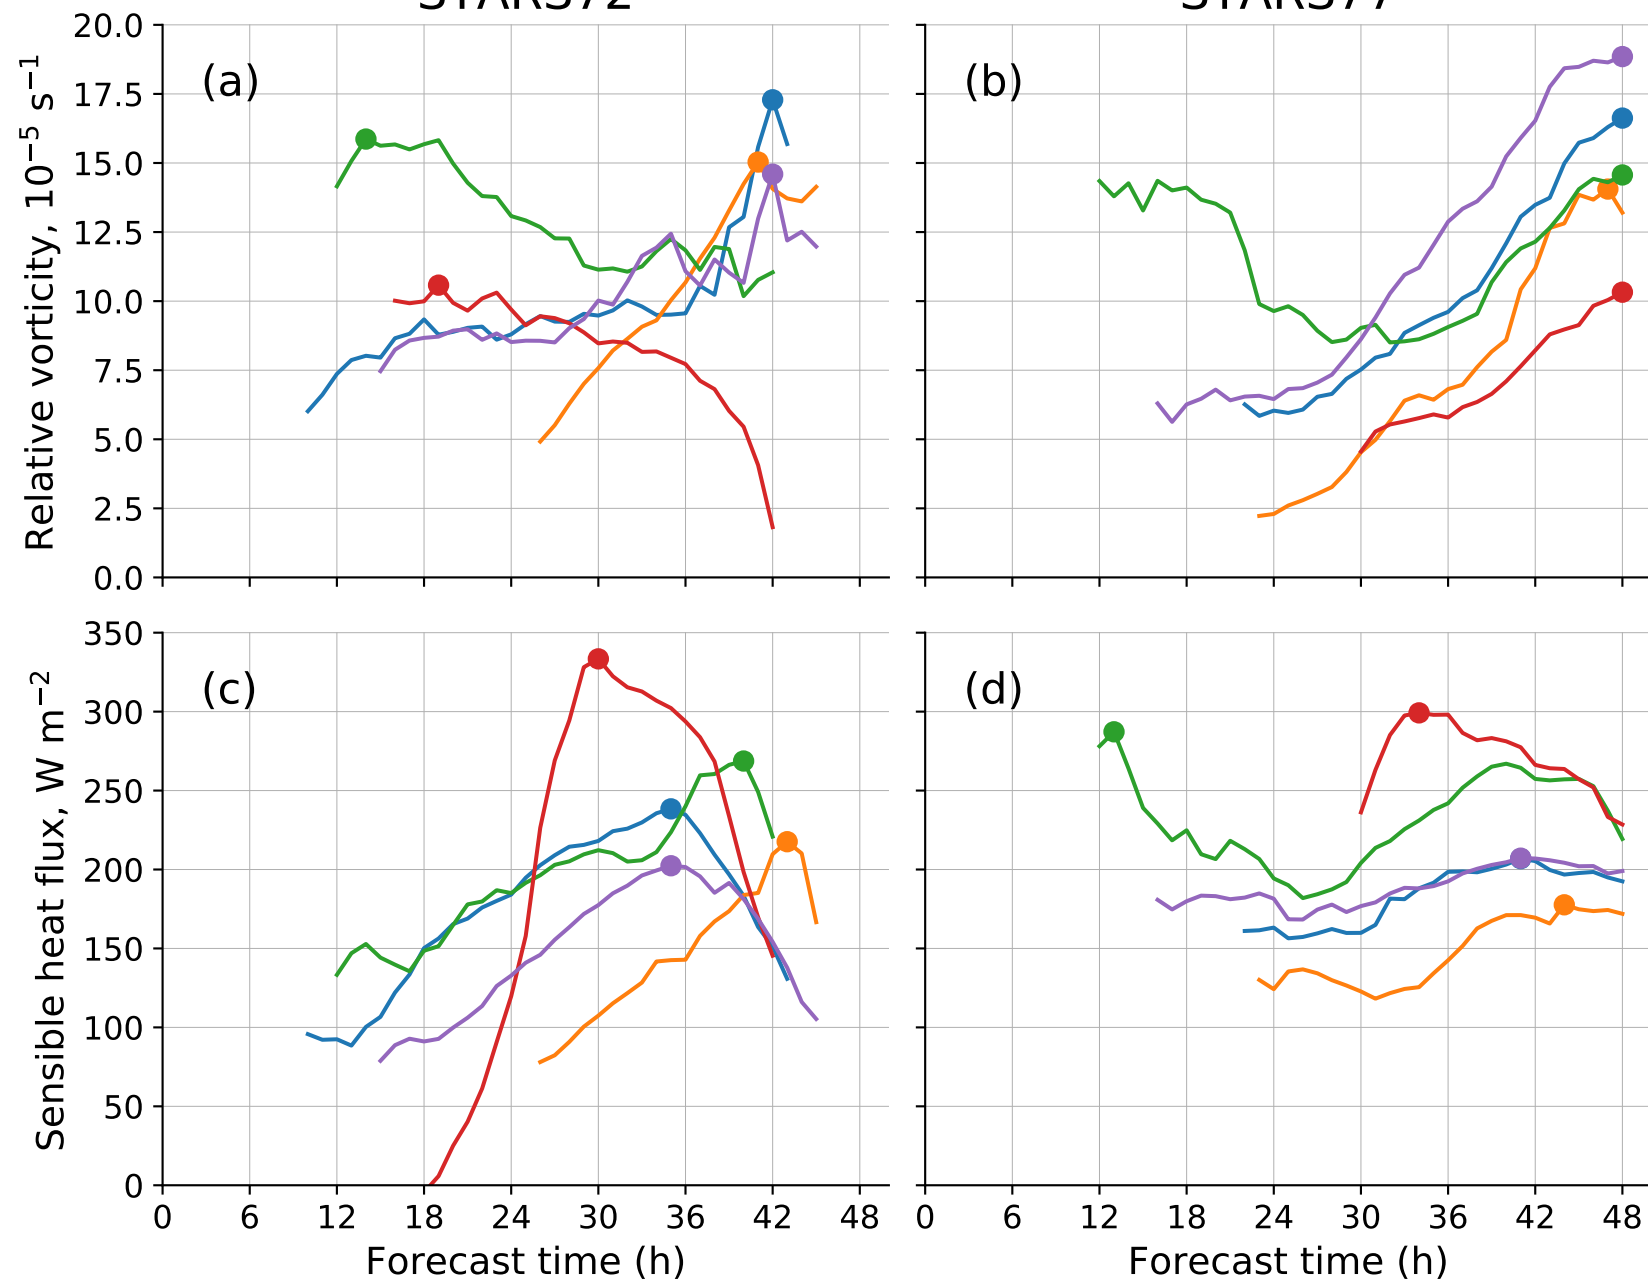 STARS72
STARS77
(a)
(b)
20.0
17.5
15.0
12.5
10.0
7.5
5.0
2.5
0.0
Relative vorticity, 10⁻⁵ s⁻¹
(c)
(d)
350
300
250
200
150
100
50
0
Sensible heat flux, W m⁻²
0 6 12 18 24 30 36 42 48
0 6 12 18 24 30 36 42 48
Forecast time (h)
Forecast time (h)